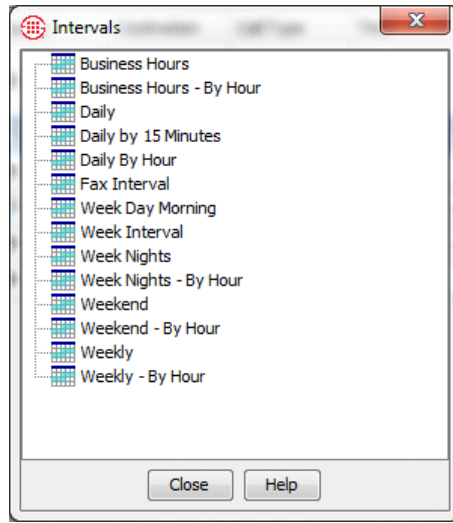 Intervals
Business Hours
Business Hours - By Hour
Daily
Daily by 15 Minutes
Daily By Hour
Fax Interval
Week Day Morning
Week Interval
Week Nights
Week Nights - By Hour
Weekend
Weekend - By Hour
Weekly
Weekly - By Hour
Close Help